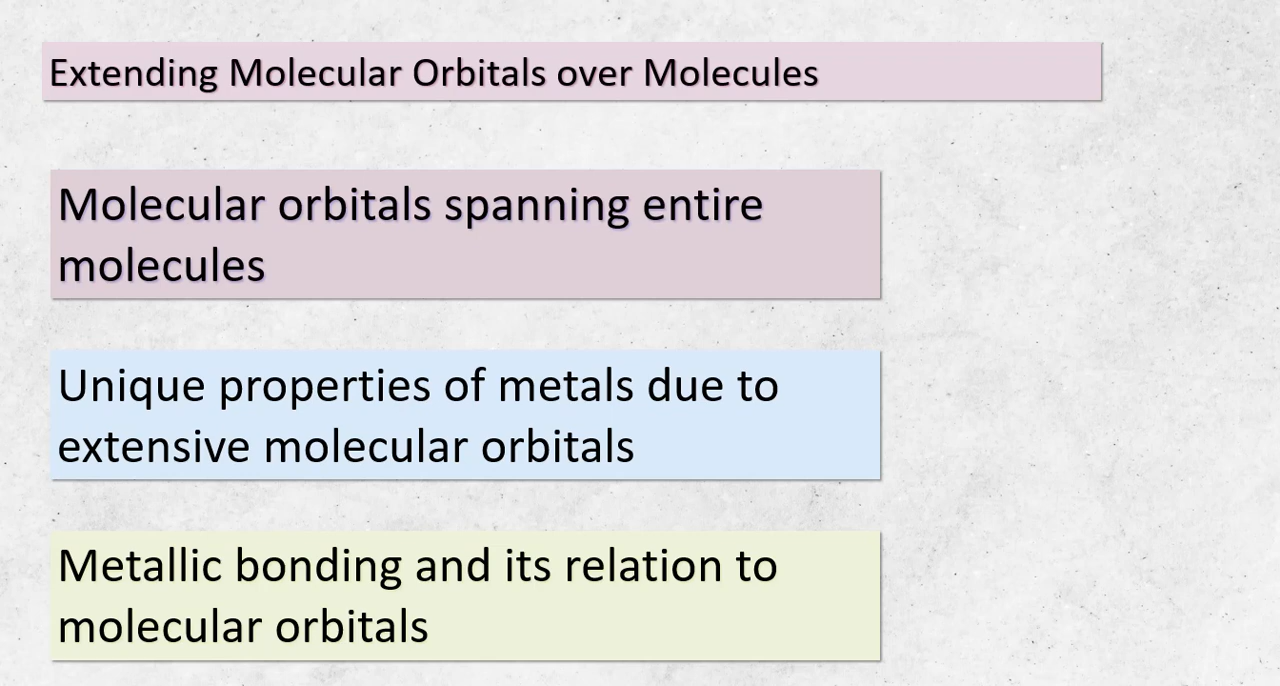 Extending Molecular Orbitals over Molecules
Molecular orbitals spanning entire
molecules
Unique properties of metals due to
extensive molecular orbitals
Metallic bonding and its relation to
molecular orbitals